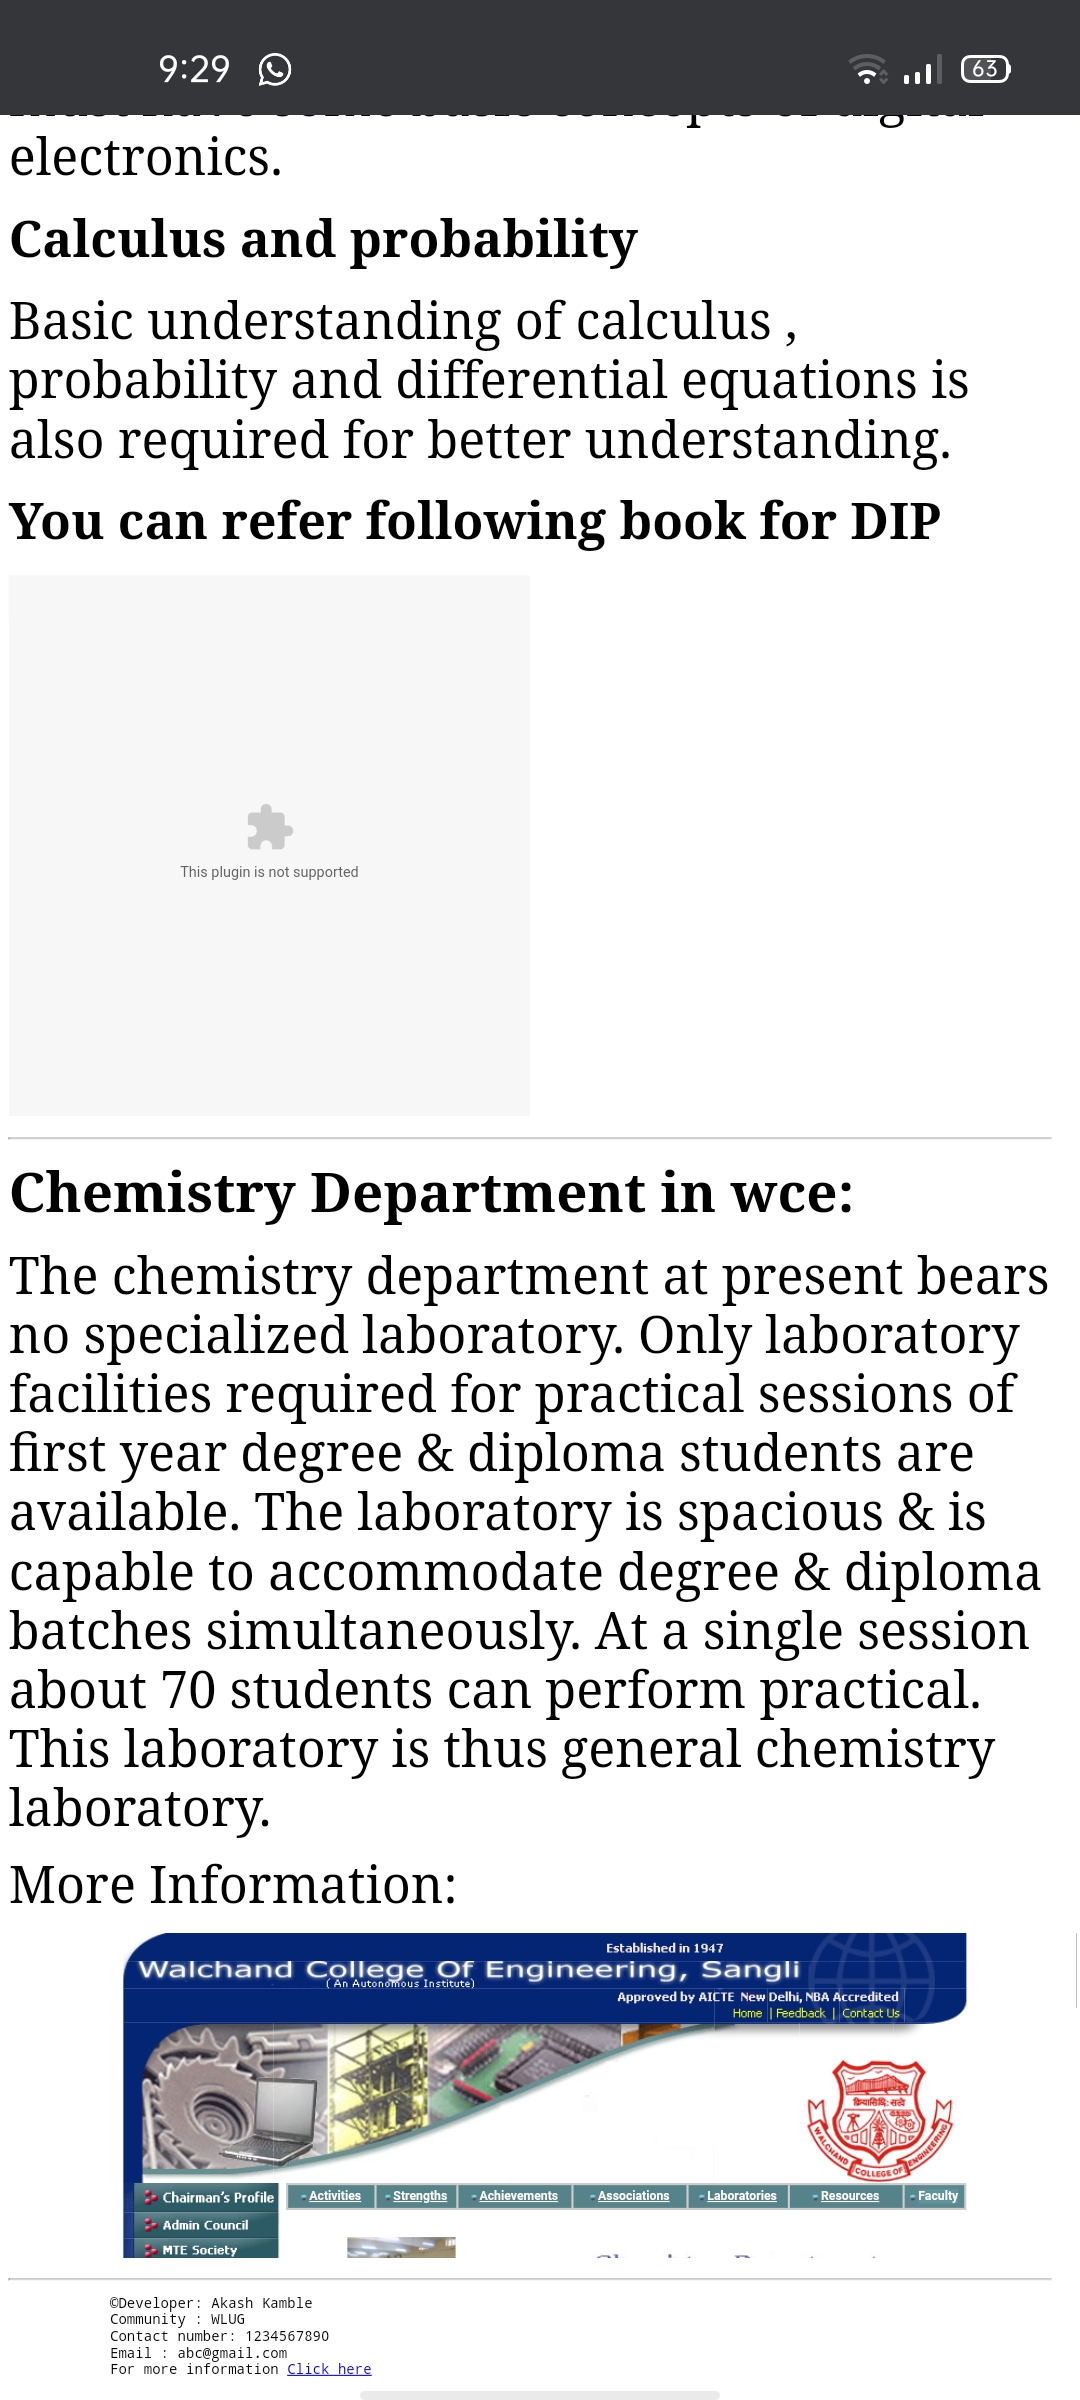 9:29
63
electronics.
Calculus and probability
Basic understanding of calculus ,
probability and differential equations is
also required for better understanding.
You can refer following book for DIP
This plugin is not supported
Chemistry Department in wce:
The chemistry department at present bears
no specialized laboratory. Only laboratory
facilities required for practical sessions of
first year degree & diploma students are
available. The laboratory is spacious & is
capable to accommodate degree & diploma
batches simultaneously. At a single session
about 70 students can perform practical.
This laboratory is thus general chemistry
laboratory.
More Information:
Established in 1947
Walchand College Of Engineering, Sangli
( An Autonomous Institute)
Approved by AICTE New Delhi, NBA Accredited
Home | Feedback | Contact Us
क्रियासिद्धि: सत्वे
WALCHAND COLLEGE OF ENGINEERING
Chairman's Profile
Activities Strengths Achievements Associations Laboratories Resources Faculty
Admin Council
MTE Society
©Developer: Akash Kamble
Community : WLUG
Contact number: 1234567890
Email : abc@gmail.com
For more information Click here